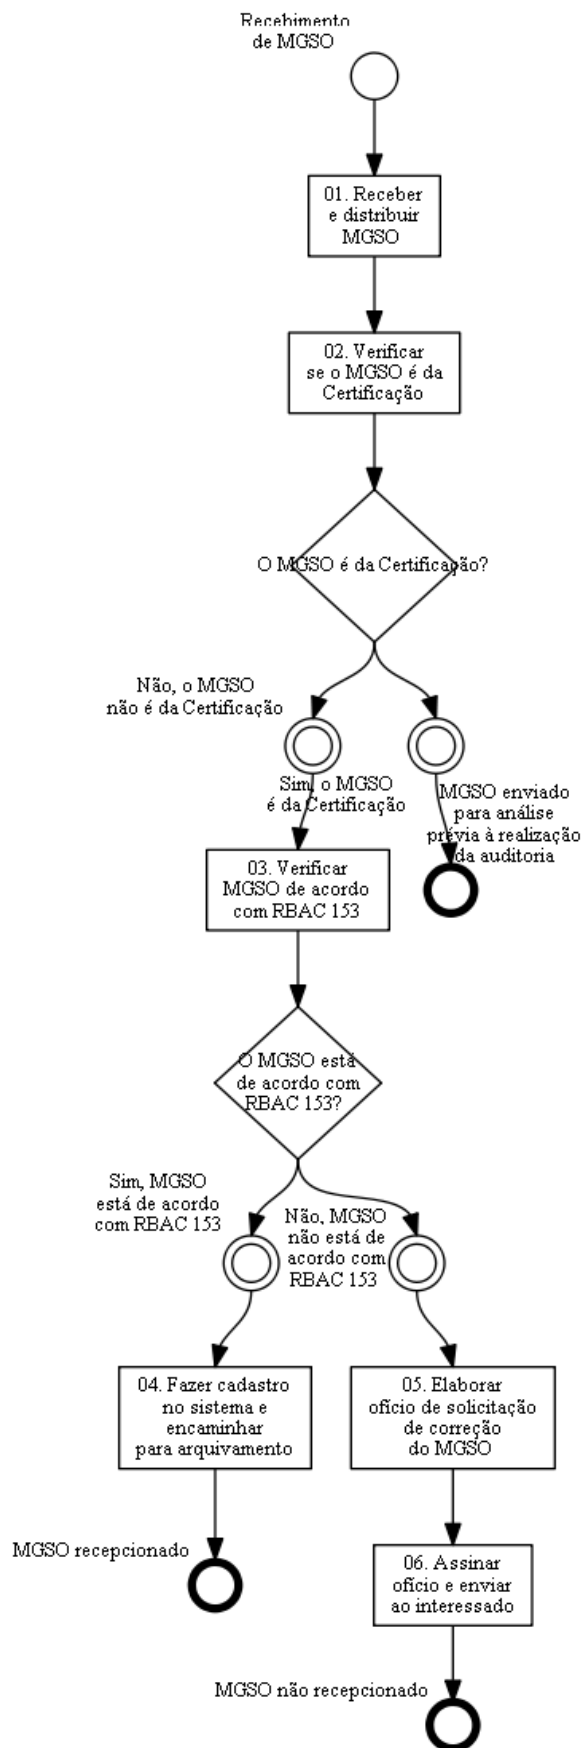 Recebimento
de MGSO
01. Receber
e distribuir
MGSO
02. Verificar
se o MGSO é da
Certificação
O MGSO é da Certificação?
Não, o MGSO
não é da Certificação
Sim, o MGSO
é da Certificação
MGSO enviado
para análise
prévia à realização
da auditoria
03. Verificar
MGSO de acordo
com RBAC 153
O MGSO está
de acordo com
RBAC 153?
Sim, MGSO
está de acordo
com RBAC 153
Não, MGSO
não está de
acordo com
RBAC 153
04. Fazer cadastro
no sistema e
encaminhar
para arquivamento
05. Elaborar
ofício de solicitação
de correção
do MGSO
MGSO recepcionado
06. Assinar
ofício e enviar
ao interessado
MGSO não recepcionado